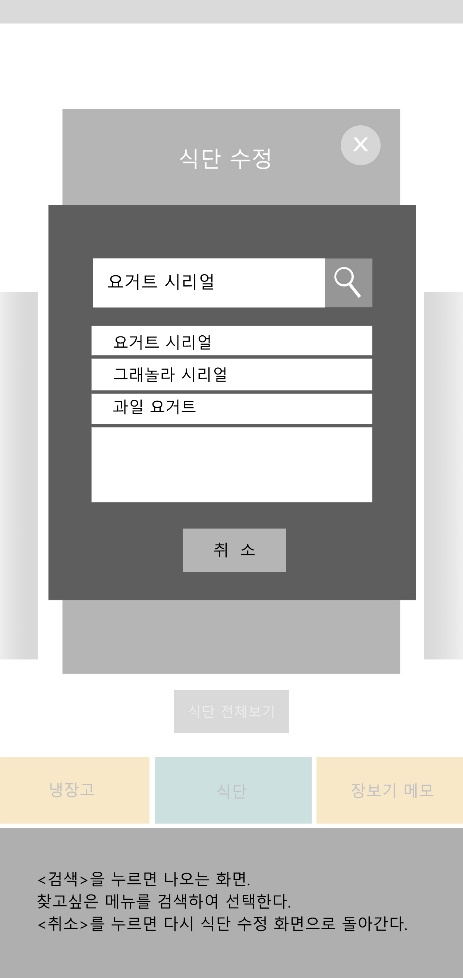 식단 수정
X
요거트 시리얼
요거트 시리얼
그래놀라 시리얼
과일 요거트
취 소
식단 전체보기
냉장고
식단
장보기 메모
<검색>을 누르면 나오는 화면.
찾고싶은 메뉴를 검색하여 선택한다.
<취소>를 누르면 다시 식단 수정 화면으로 돌아간다.